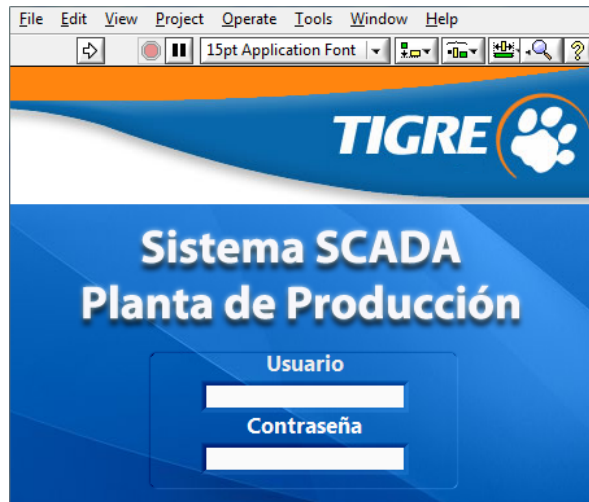 File Edit View Project Operate Tools Window Help
15pt Application Font
TIGRE
Sistema SCADA
Planta de Producción
Usuario
Contraseña